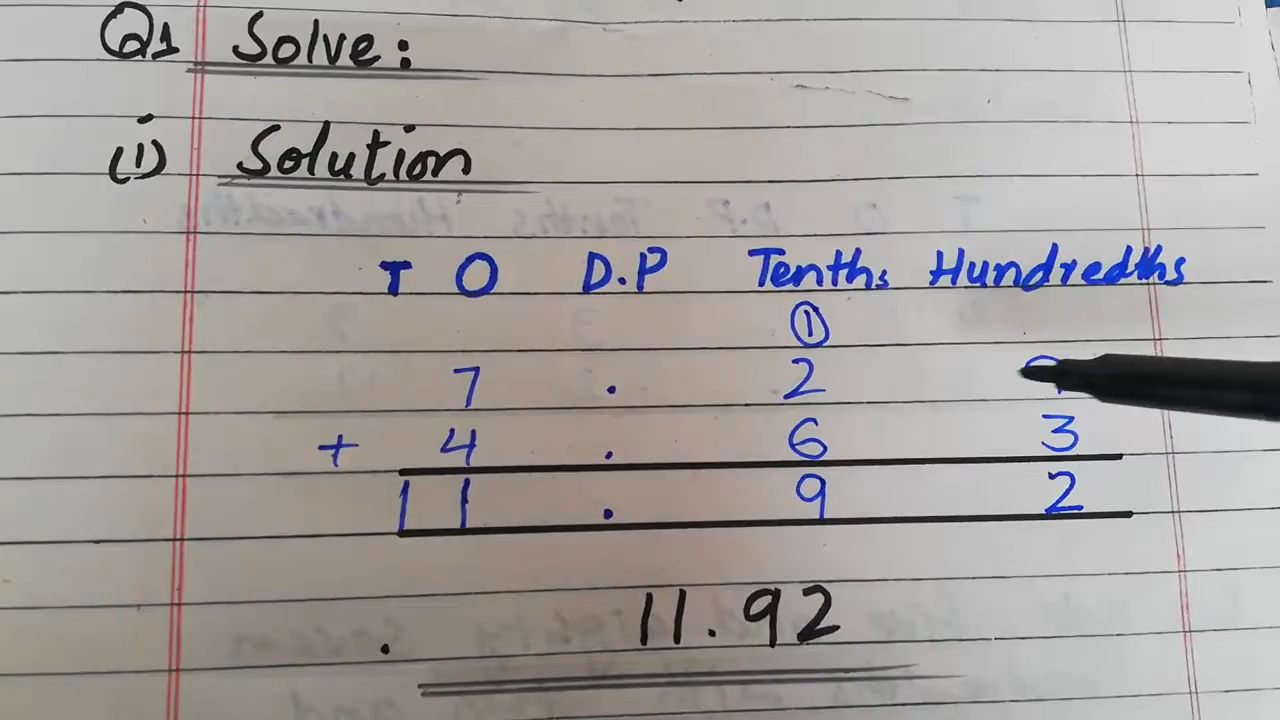 Q1 Solve:
(i) Solution
T O D.P Tenths Hundredths
①
7 . 2
+ 4 . 6 3
11 . 9 2
11.92